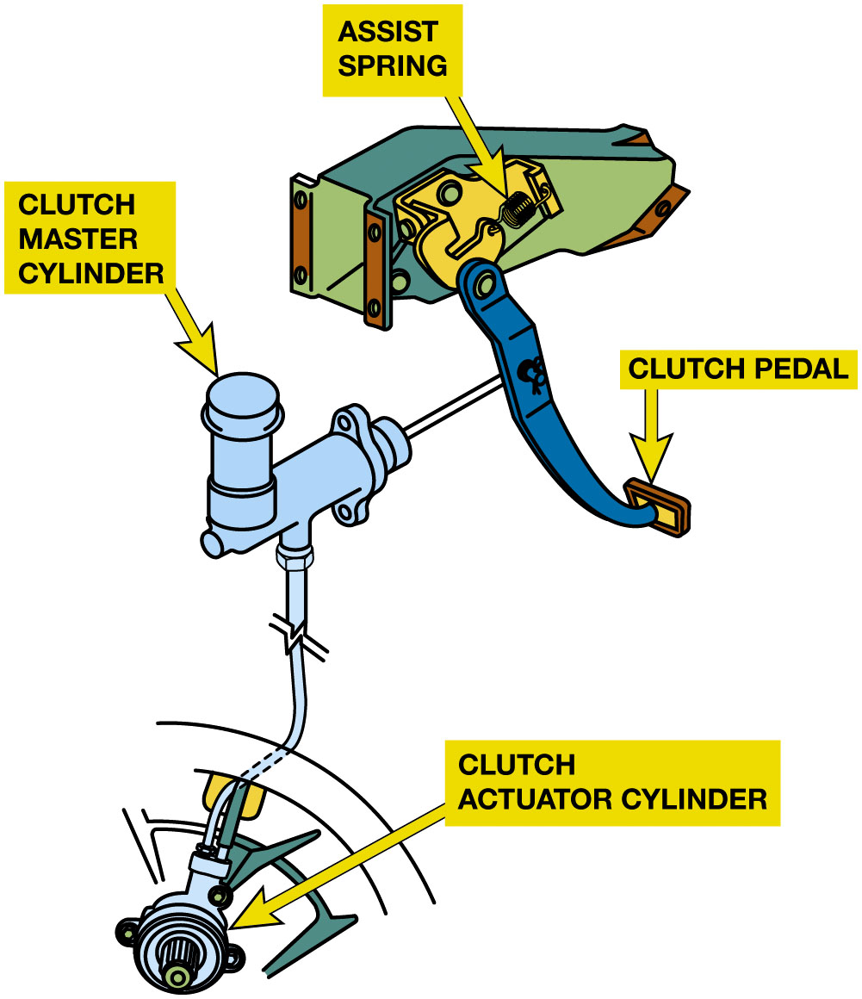 ASSIST
SPRING
CLUTCH
MASTER
CYLINDER
CLUTCH PEDAL
CLUTCH
ACTUATOR CYLINDER